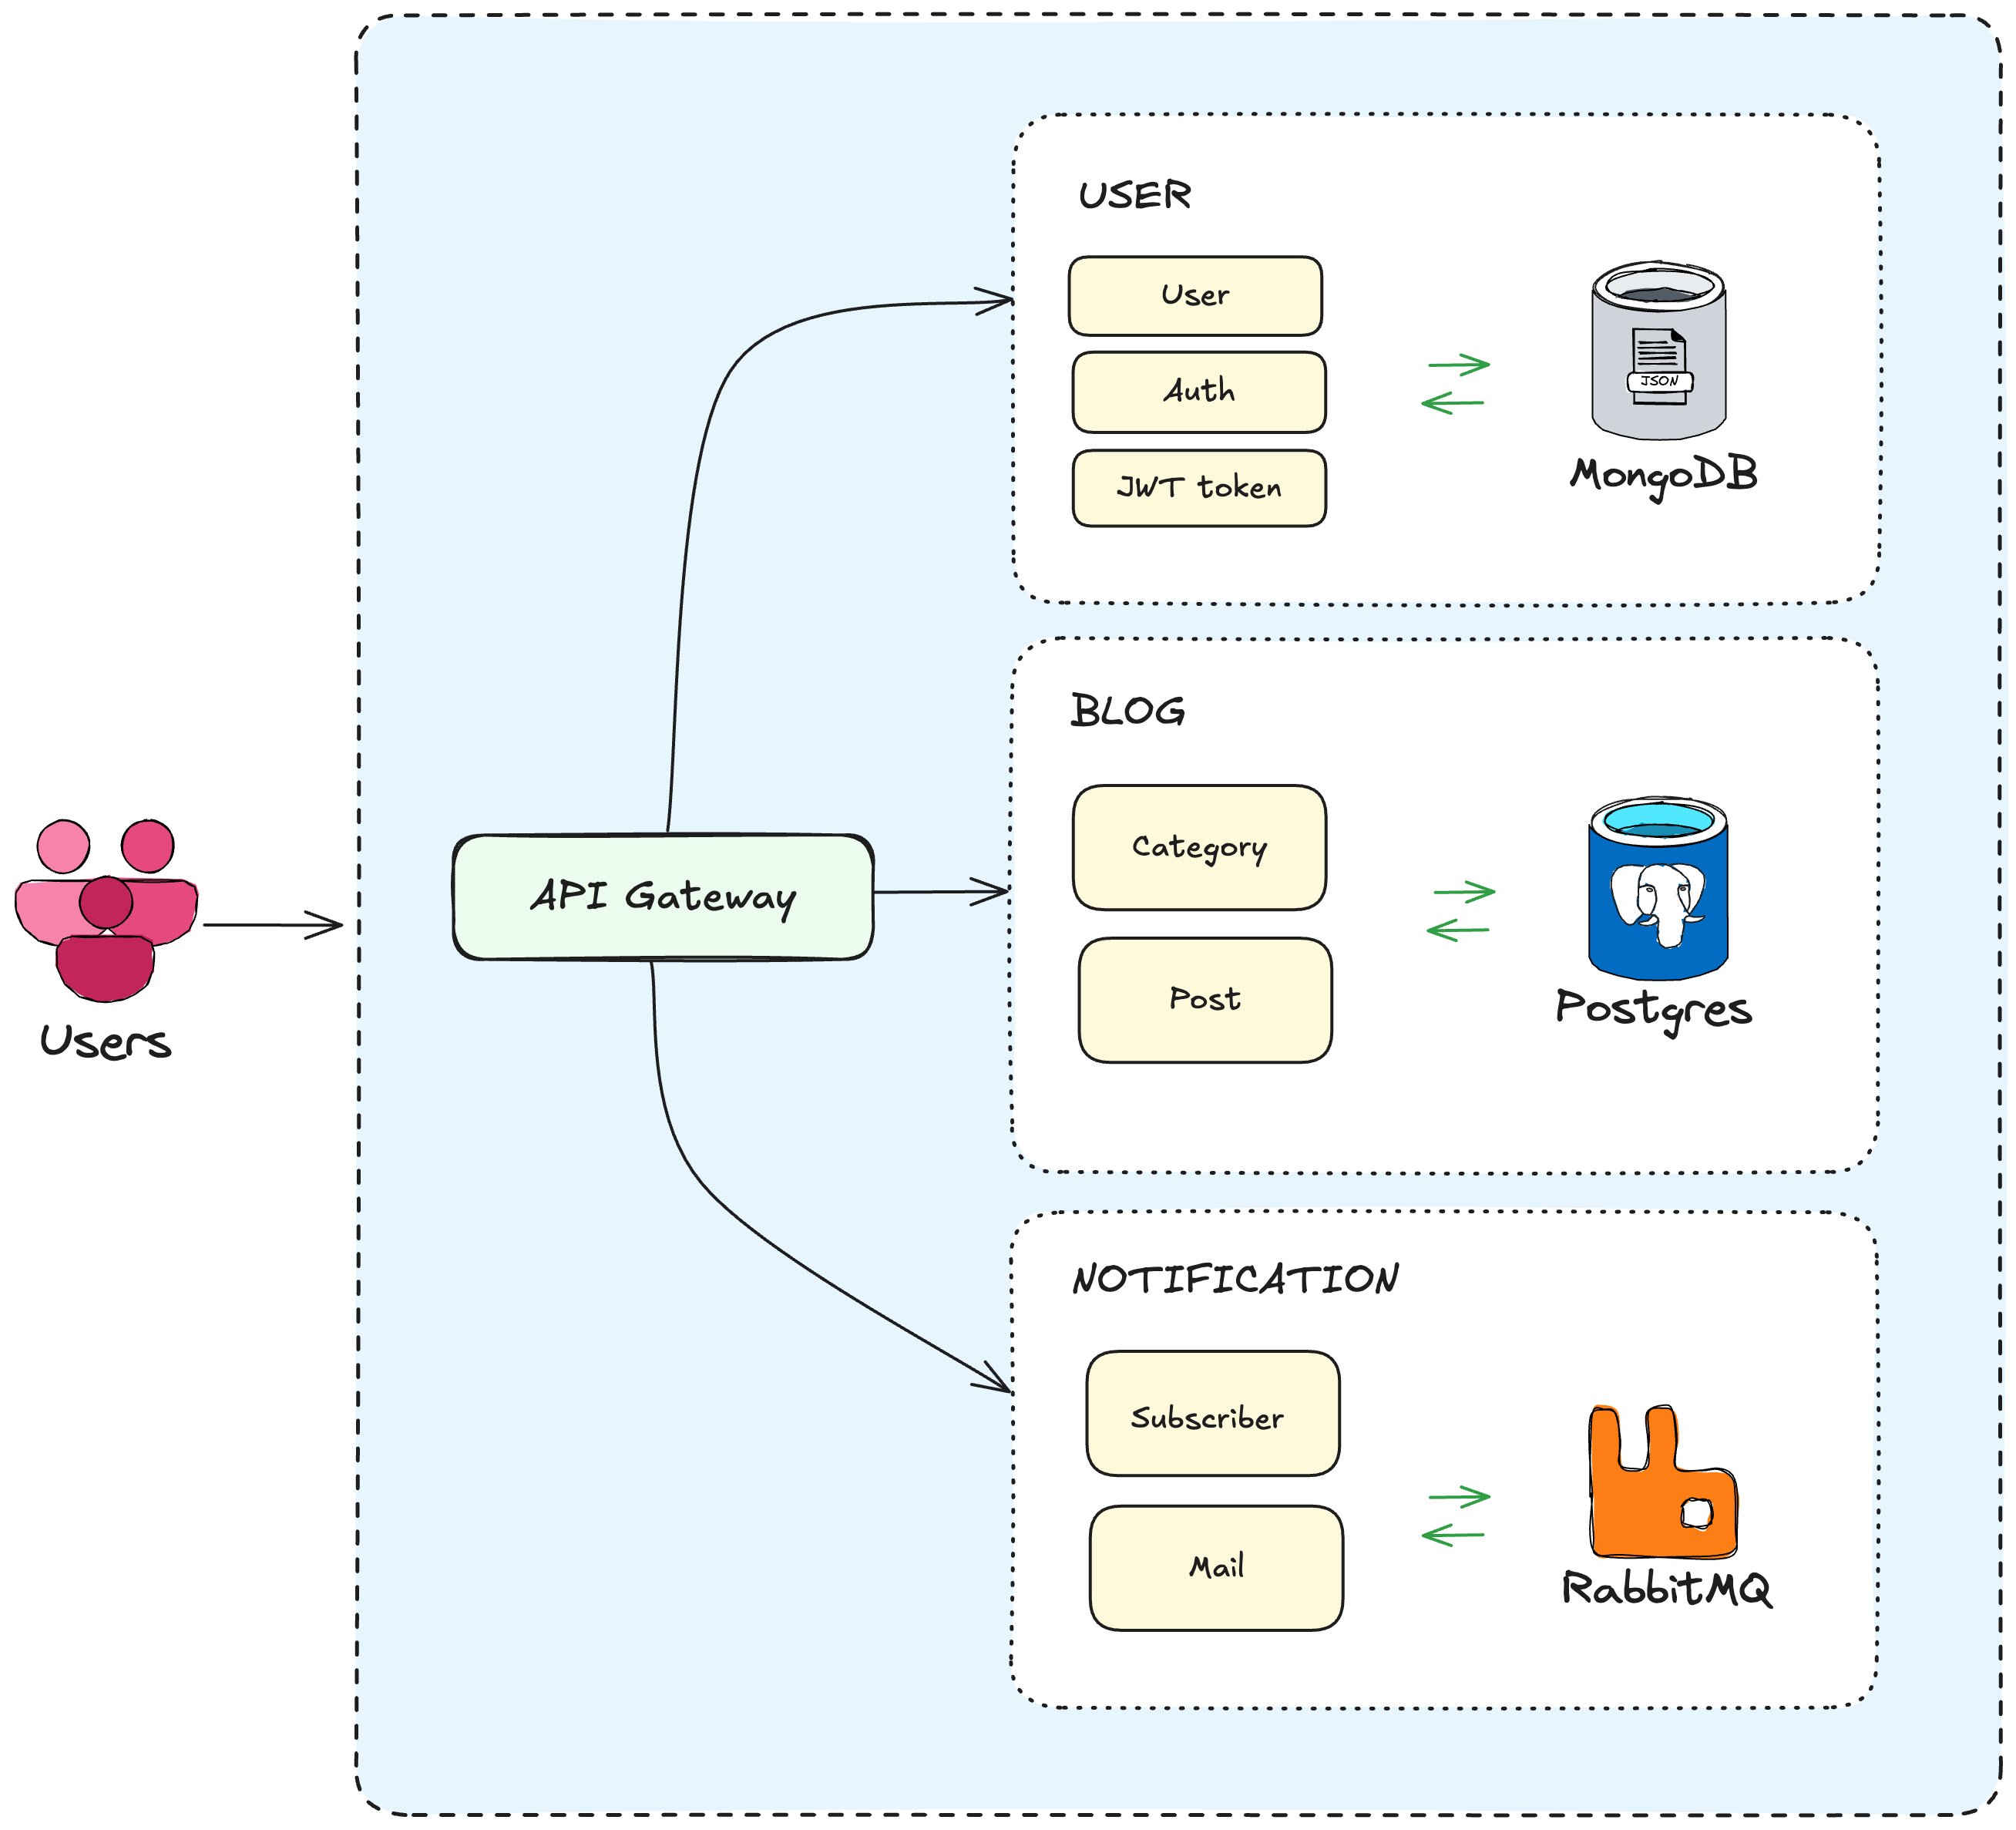 USER
User
Auth
JWT token
JSON
MongoDB
BLOG
Category
Post
Postgres
API Gateway
Users
NOTIFICATION
Subscriber
Mail
RabbitMQ